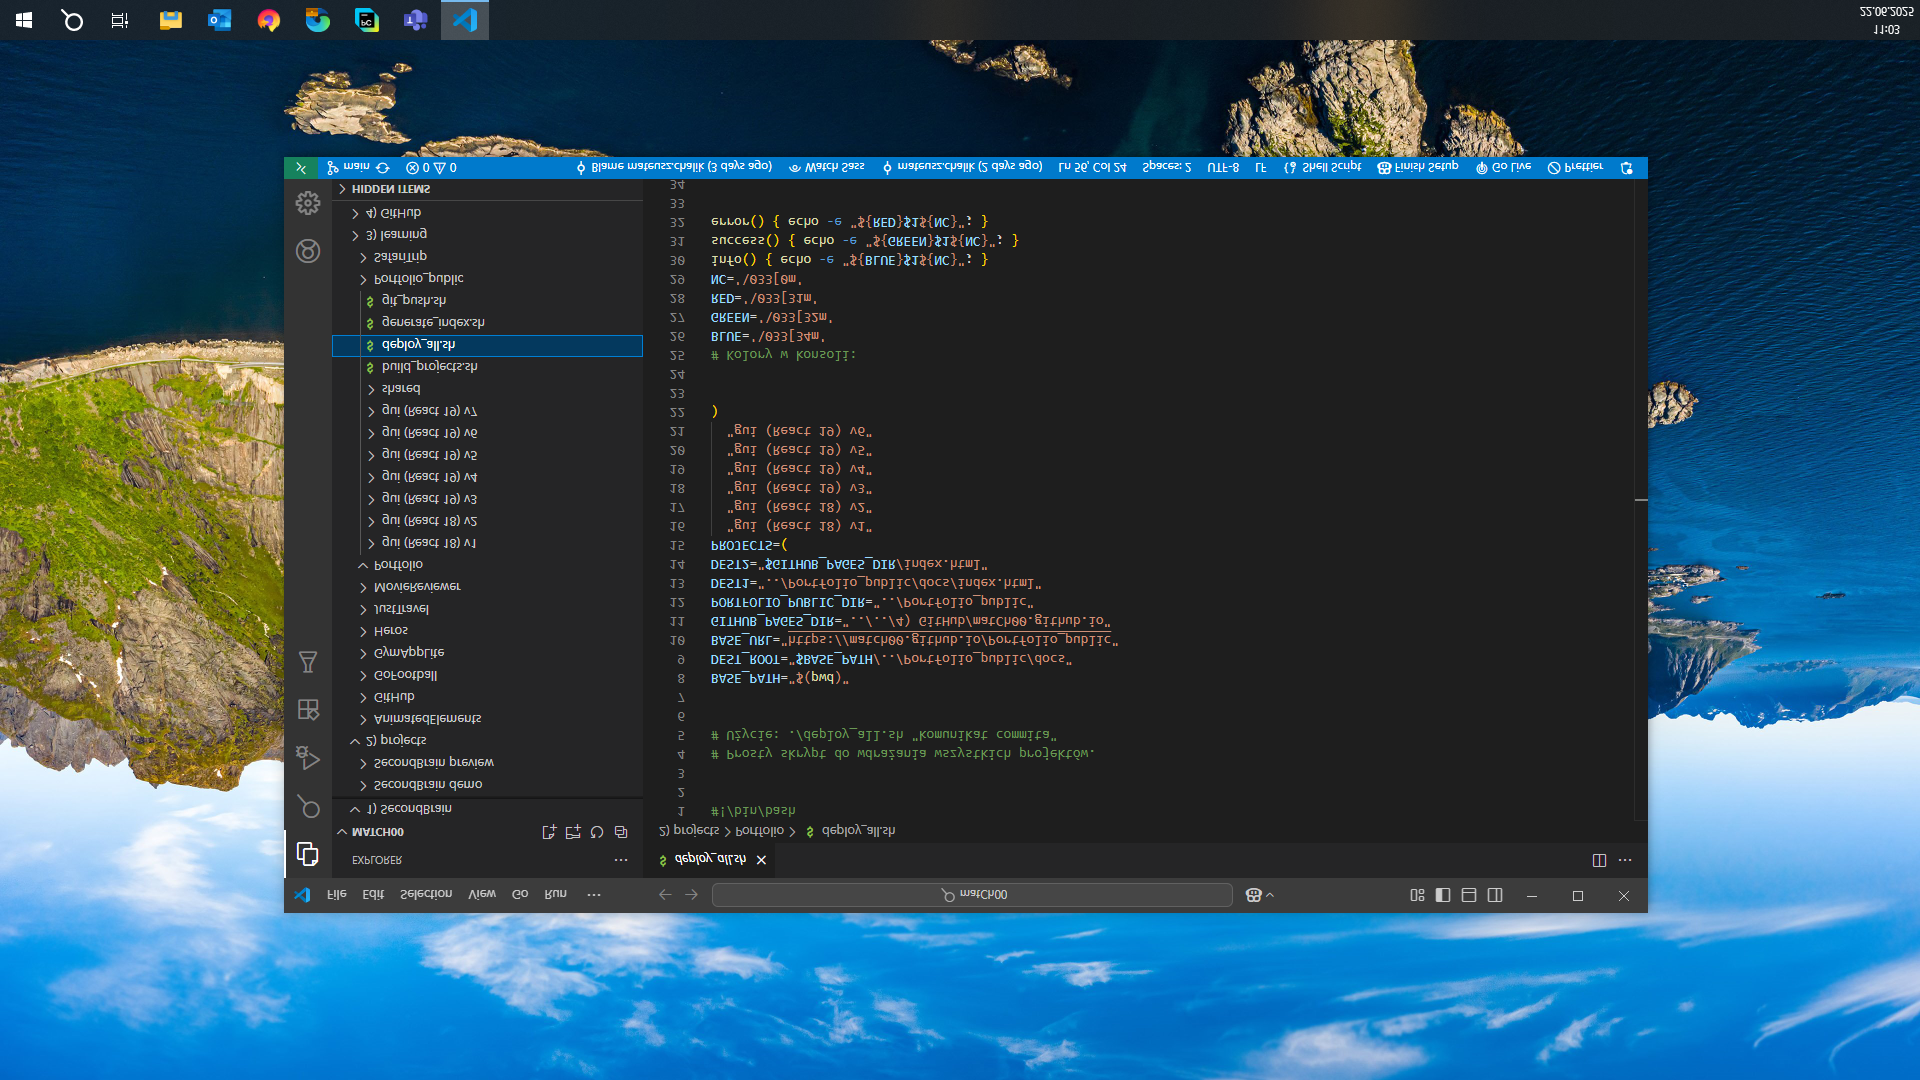 File Edit Selection View Go Run ···
matCh00
EXPLORER
MATCH00
1) SecondBrain
SecondBrain demo
SecondBrain preview
2) projects
AnimatedElements
GitHub
GoFootball
GymAppLite
Heros
JustTravel
MovieReviewer
Portfolio
gui (React 18) v1
gui (React 18) v2
gui (React 19) v3
gui (React 19) v4
gui (React 19) v5
gui (React 19) v6
gui (React 19) v7
shared
build_projects.sh
deploy_all.sh
generate_index.sh
git_push.sh
Portfolio_public
SafariTrip
3) learning
4) GitHub
HIDDEN ITEMS
deploy_all.sh
2) projects > Portfolio > $ deploy_all.sh
1 #!/bin/bash
2
3
4 # Prosty skrypt do wdrażania wszystkich projektów.
5 # Użycie: ./deploy_all.sh "komunikat commita"
6
7
8 BASE_PATH="$(pwd)"
9 DEST_ROOT="$BASE_PATH/../Portfolio_public/docs"
10 BASE_URL="https://match00.github.io/Portfolio_public"
11 GITHUB_PAGES_DIR="../../4) GitHub/matCh00.github.io"
12 PORTFOLIO_PUBLIC_DIR="../Portfolio_public"
13 DEST1="../Portfolio_public/docs/index.html"
14 DEST2="$GITHUB_PAGES_DIR/index.html"
15 PROJECTS=(
16 "gui (React 18) v1"
17 "gui (React 18) v2"
18 "gui (React 19) v3"
19 "gui (React 19) v4"
20 "gui (React 19) v5"
21 "gui (React 19) v6"
22 )
23
24
25 # Kolory w konsoli:
26 BLUE='\033[34m'
27 GREEN='\033[32m'
28 RED='\033[31m'
29 NC='\033[0m'
30 info() { echo -e "${BLUE}$1${NC}"; }
31 success() { echo -e "${GREEN}$1${NC}"; }
32 error() { echo -e "${RED}$1${NC}"; }
33
34
main 0 0 Blame mateusz.chalik (3 days ago) Watch Sass mateusz.chalik (2 days ago) Ln 56, Col 24 Spaces: 2 UTF-8 LF Shell Script Finish Setup Go Live Prettier
11:03
22.06.2025